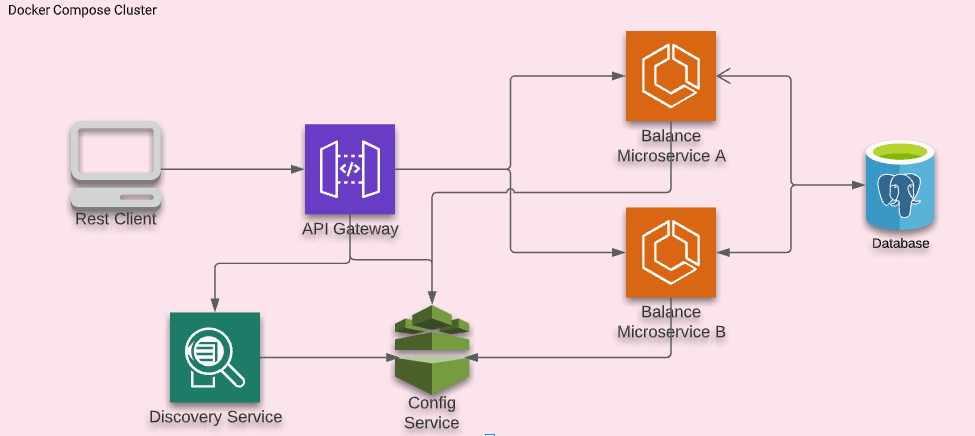 Docker Compose Cluster
Balance
Microservice A
Rest Client
API Gateway
</>
Database
Balance
Microservice B
Discovery Service
Config
Service